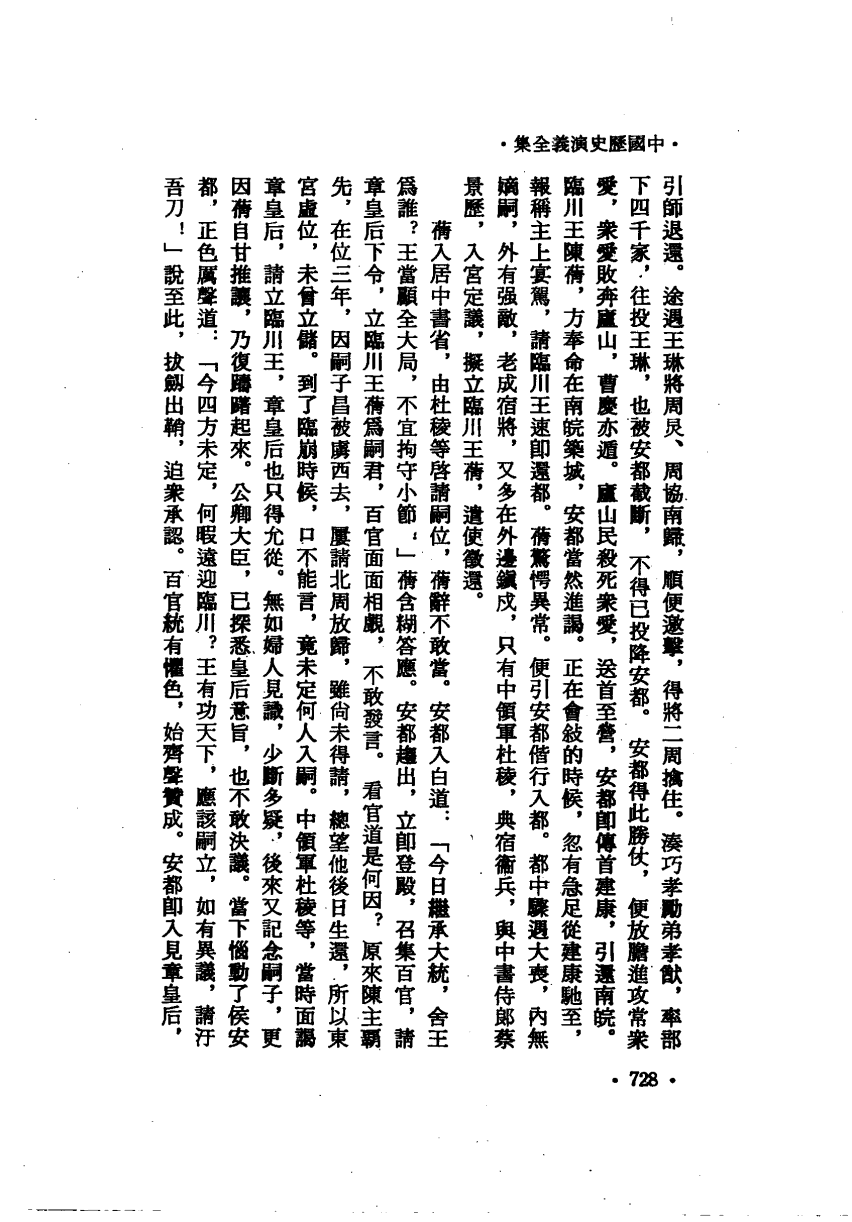 ·中國歷史演義全集·
引師退還。途遇王琳將周炅、周協南歸，順便邀擊，得將二周擒住。湊巧孝勱弟孝猷，率部
下四千家，往投王琳，也被安都截斷，不得已投降安都。安都得此勝仗，便放膽進攻常衆
愛，衆愛敗奔廬山，曹慶亦遁。廬山民殺死衆愛，送首至營，安都卽傳首建康，引還南皖。
臨川王陳蒨，方奉命在南皖築城，安都當然進謁。正在會敍的時候，忽有急足從建康馳至，
報稱主上宴駕，請臨川王速卽還都。蒨驚愕異常。便引安都偕行入都。都中驟遇大喪，內無
嫡嗣，外有强敵，老成宿將，又多在外邊鎭戍，只有中領軍杜稜，典宿衞兵，與中書侍郎蔡
景歷，入宮定議，擬立臨川王蒨，遣使徵還。
蒨入居中書省，由杜稜等啓請嗣位，蒨辭不敢當。安都入白道：「今日繼承大統，舍王
爲誰？王當顧全大局，不宜拘守小節，」蒨含糊答應。安都趨出，立卽登殿，召集百官，請
章皇后下令，立臨川王蒨爲嗣君，百官面面相覷，不敢發言。看官道是何因？原來陳主霸
先，在位三年，因嗣子昌被虜西去，屢請北周放歸，雖尙未得請，總望他後日生還，所以東
宮虛位，未曾立儲。到了臨崩時候，口不能言，竟未定何人入嗣。中領軍杜稜等，當時面謁
章皇后，請立臨川王，章皇后也只得允從。無如婦人見識，少斷多疑，後來又記念嗣子，更
因蒨自甘推讓，乃復躊躇起來。公卿大臣，已探悉皇后意旨，也不敢決議。當下惱動了侯安
都，正色厲聲道：「今四方未定，何暇遠迎臨川？王有功天下，應該嗣立，如有異議，請汙
吾刀！」說至此，拔劒出鞘，迫衆承認。百官統有懼色，始齊聲贊成。安都卽入見章皇后，
·728·